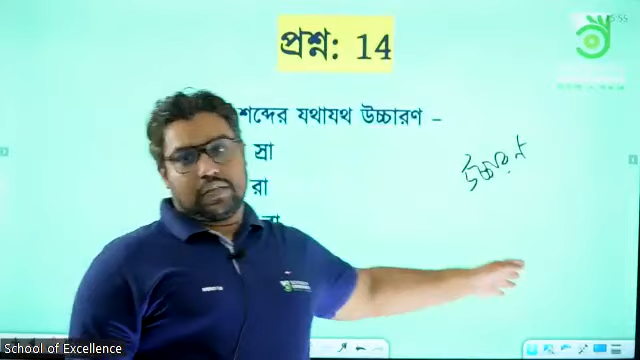 প্রশ্ন: 14
শব্দের যথাযথ উচ্চারণ –
স্রা
উচ্চারণ
রা
School of Excellence